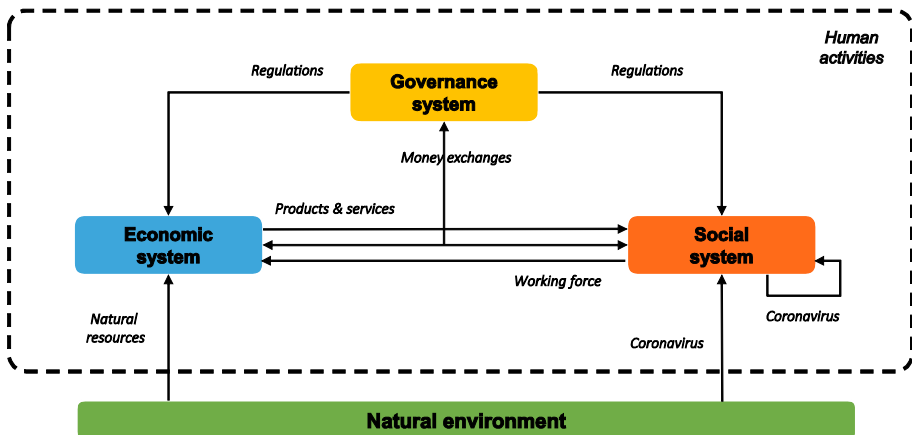 Human
activities
Regulations
Governance
system
Regulations
Money exchanges
Products & services
Economic
system
Social
system
Working force
Natural
resources
Coronavirus
Coronavirus
Natural environment